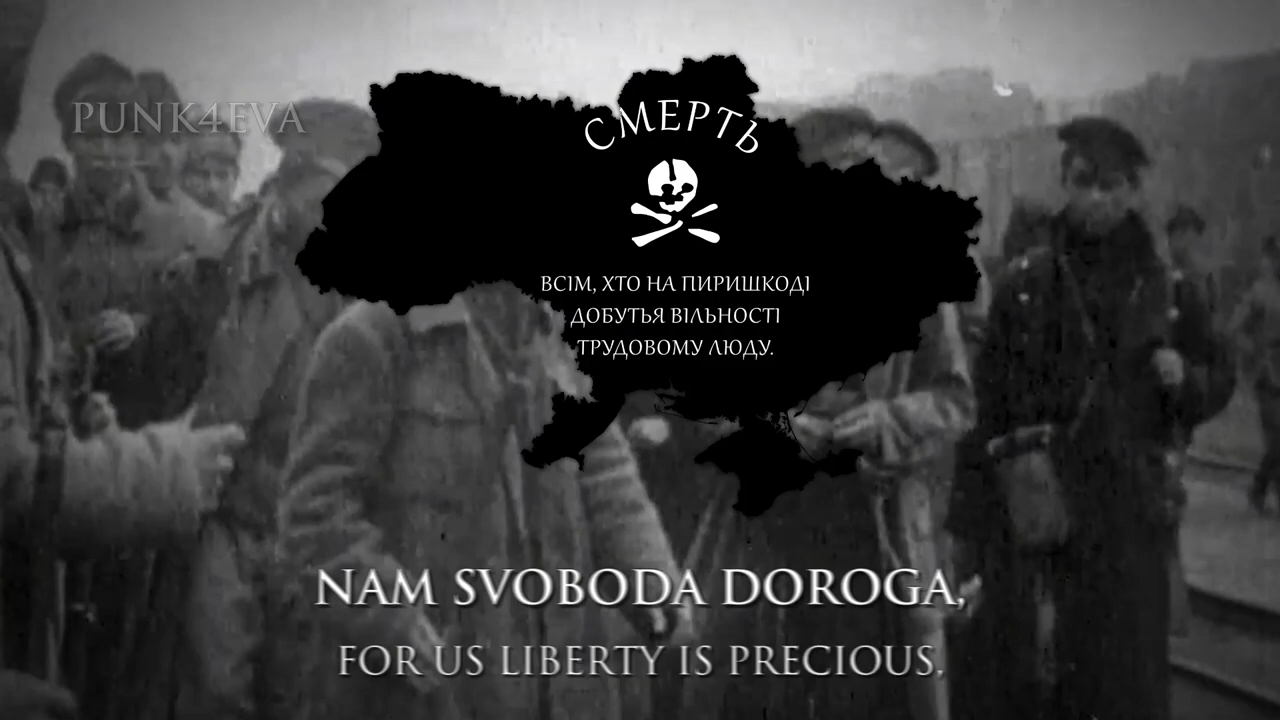 PUNK4EVA
СМЕРТЬ
ВСІМ, ХТО НА ПИРИШКОДІ
ДОБУТЬЯ ВІЛЬНОСТІ
ТРУДОВОМУ ЛЮДУ.
NAM SVOBODA DOROGA,
FOR US LIBERTY IS PRECIOUS,